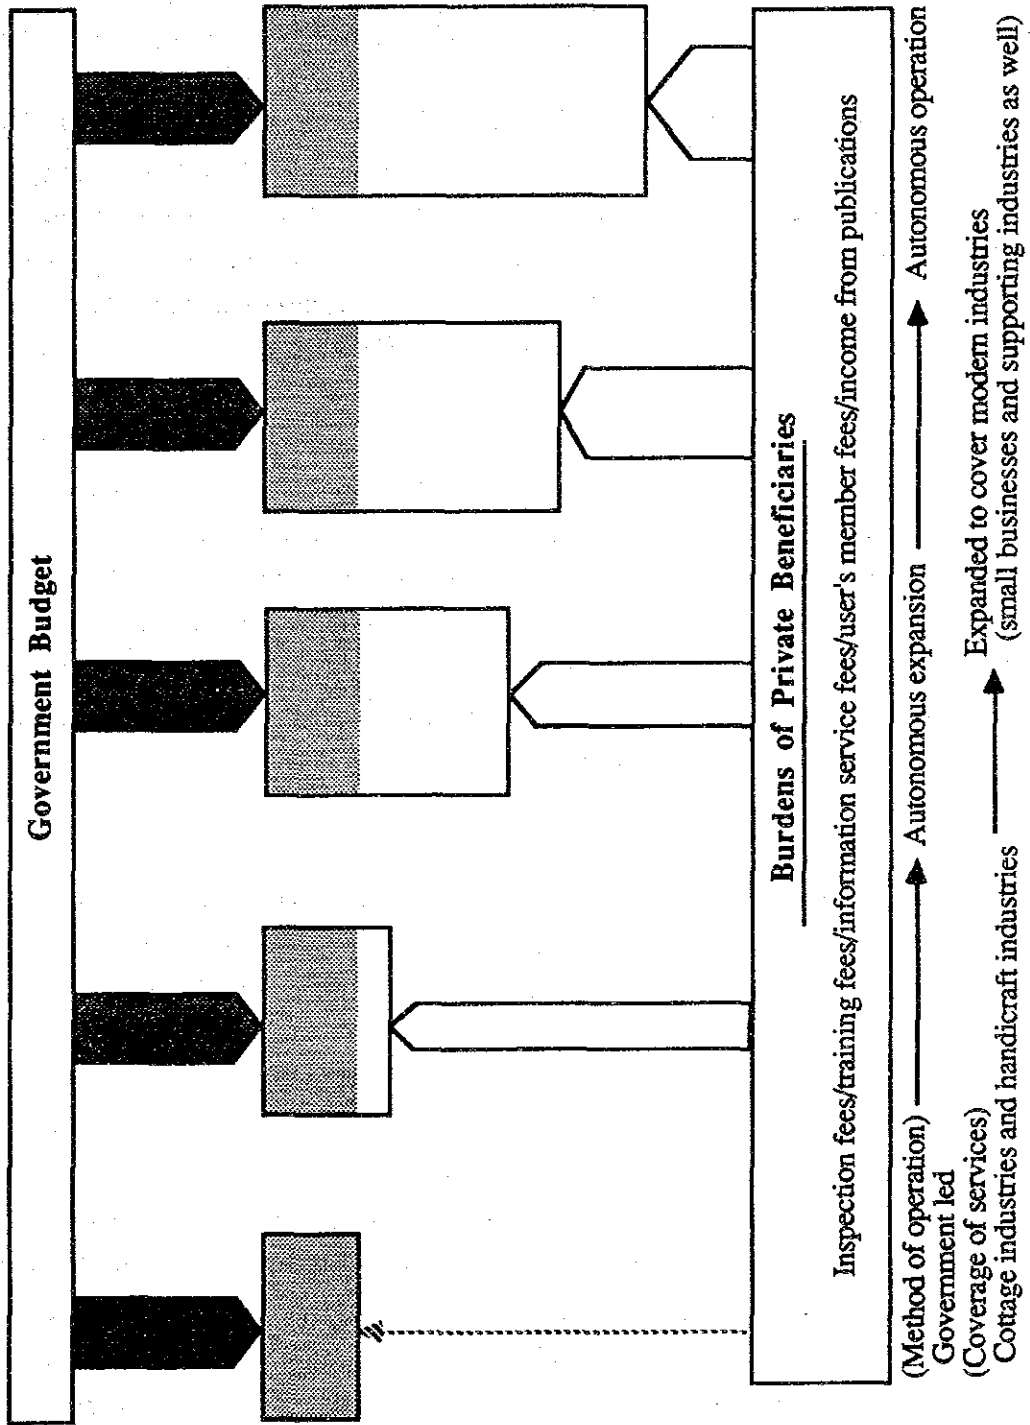 Government Budget
Burdens of Private Beneficiaries
Inspection fees/training fees/information service fees/user's member fees/income from publications
(Method of operation)
Government led
Autonomous expansion
Autonomous operation
(Coverage of services)
Cottage industries and handicraft industries
Expanded to cover modern industries
(small businesses and supporting industries as well)